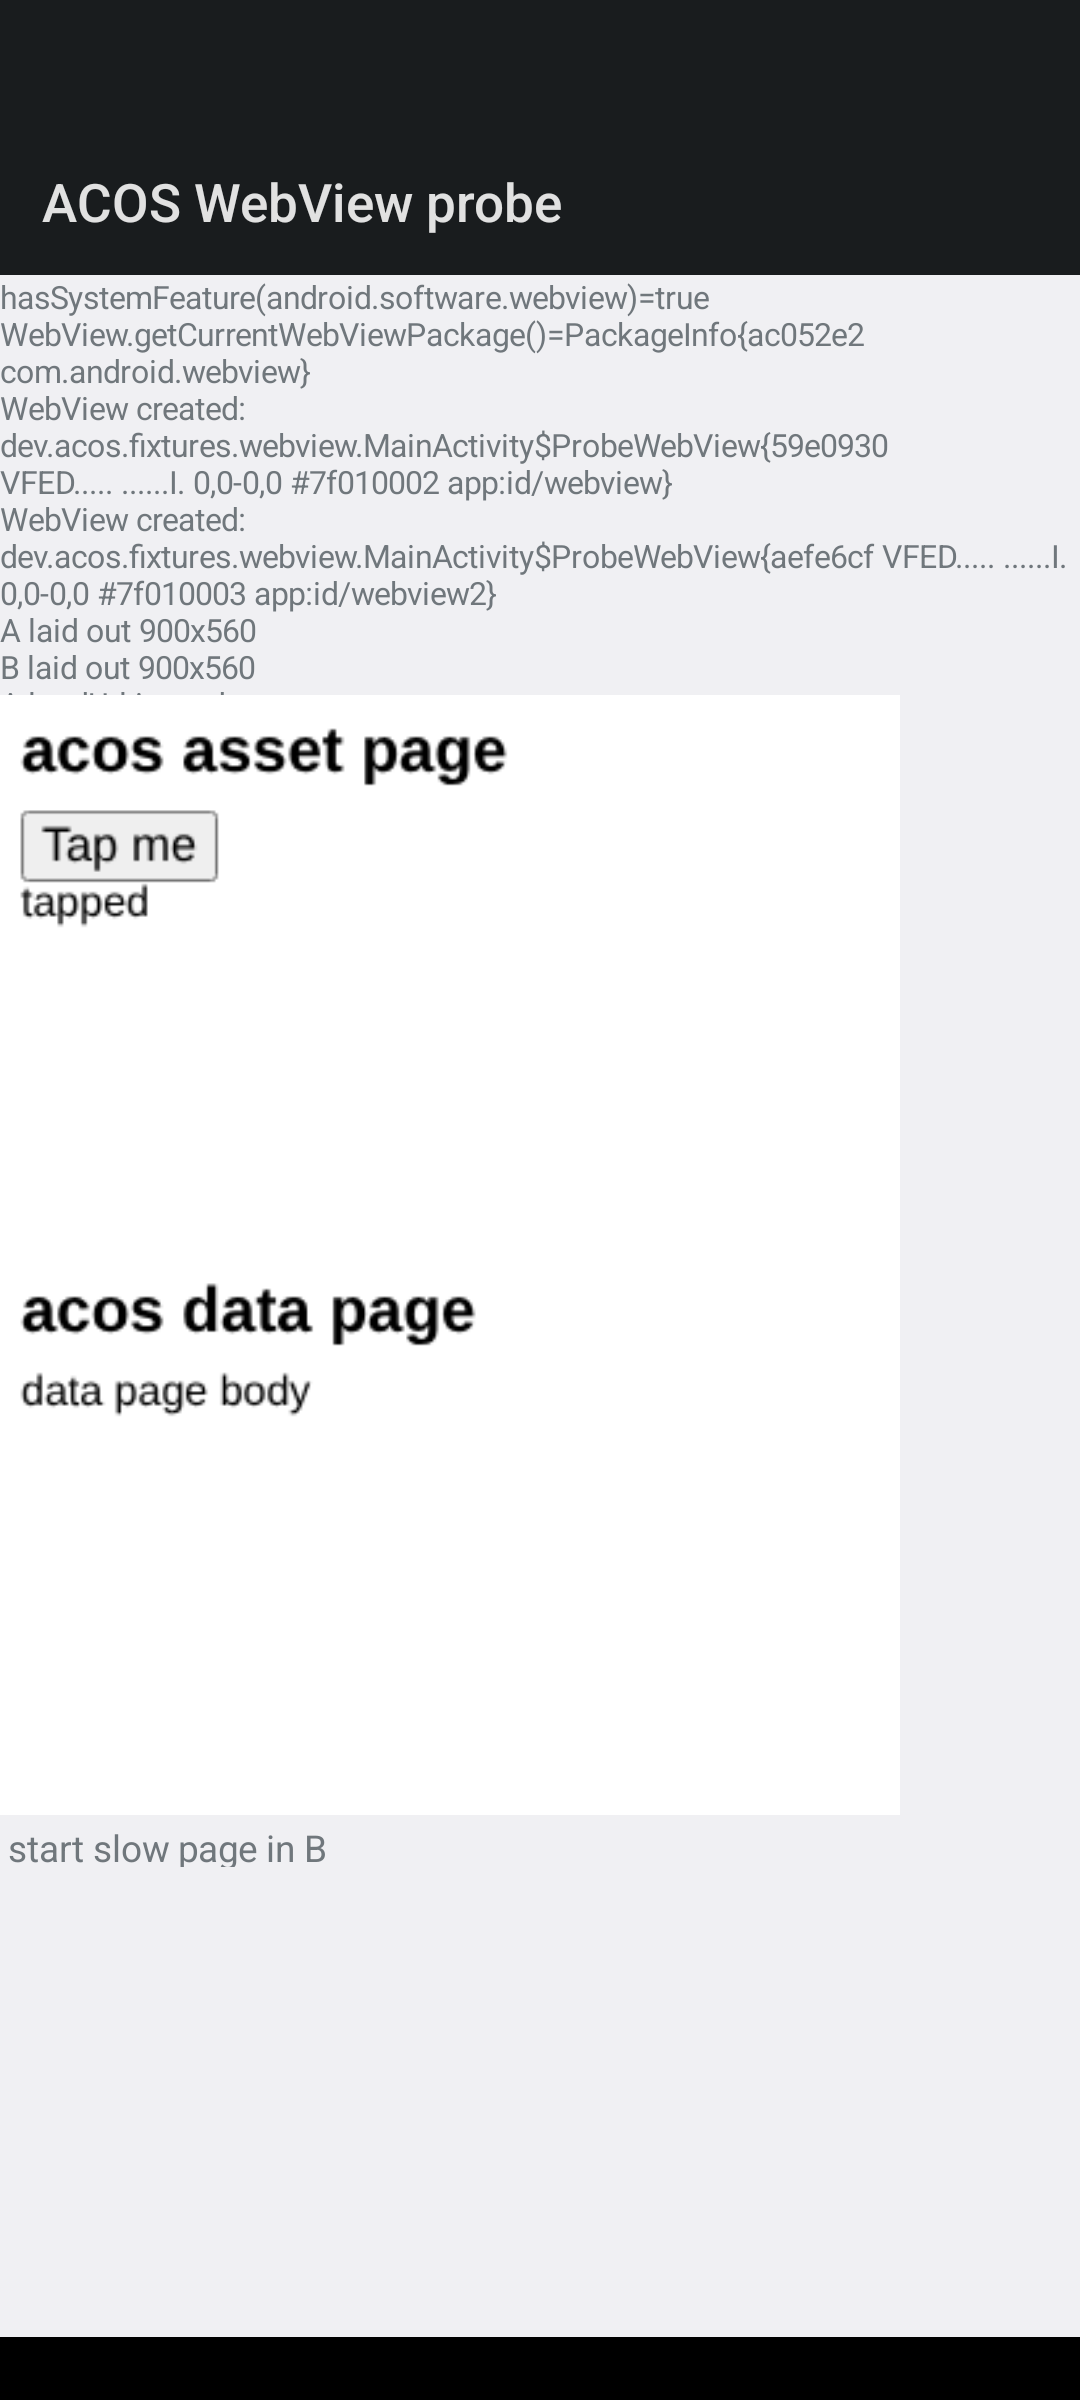 ACOS WebView probe
hasSystemFeature(android.software.webview)=true
WebView.getCurrentWebViewPackage()=PackageInfo{ac052e2
com.android.webview}
WebView created:
dev.acos.fixtures.webview.MainActivity$ProbeWebView{59e0930
VFED..... ......I. 0,0-0,0 #7f010002 app:id/webview}
WebView created:
dev.acos.fixtures.webview.MainActivity$ProbeWebView{aefe6cf VFED..... ......I.
0,0-0,0 #7f010003 app:id/webview2}
A laid out 900x560
B laid out 900x560
acos asset page
Tap me
tapped
acos data page
data page body
start slow page in B